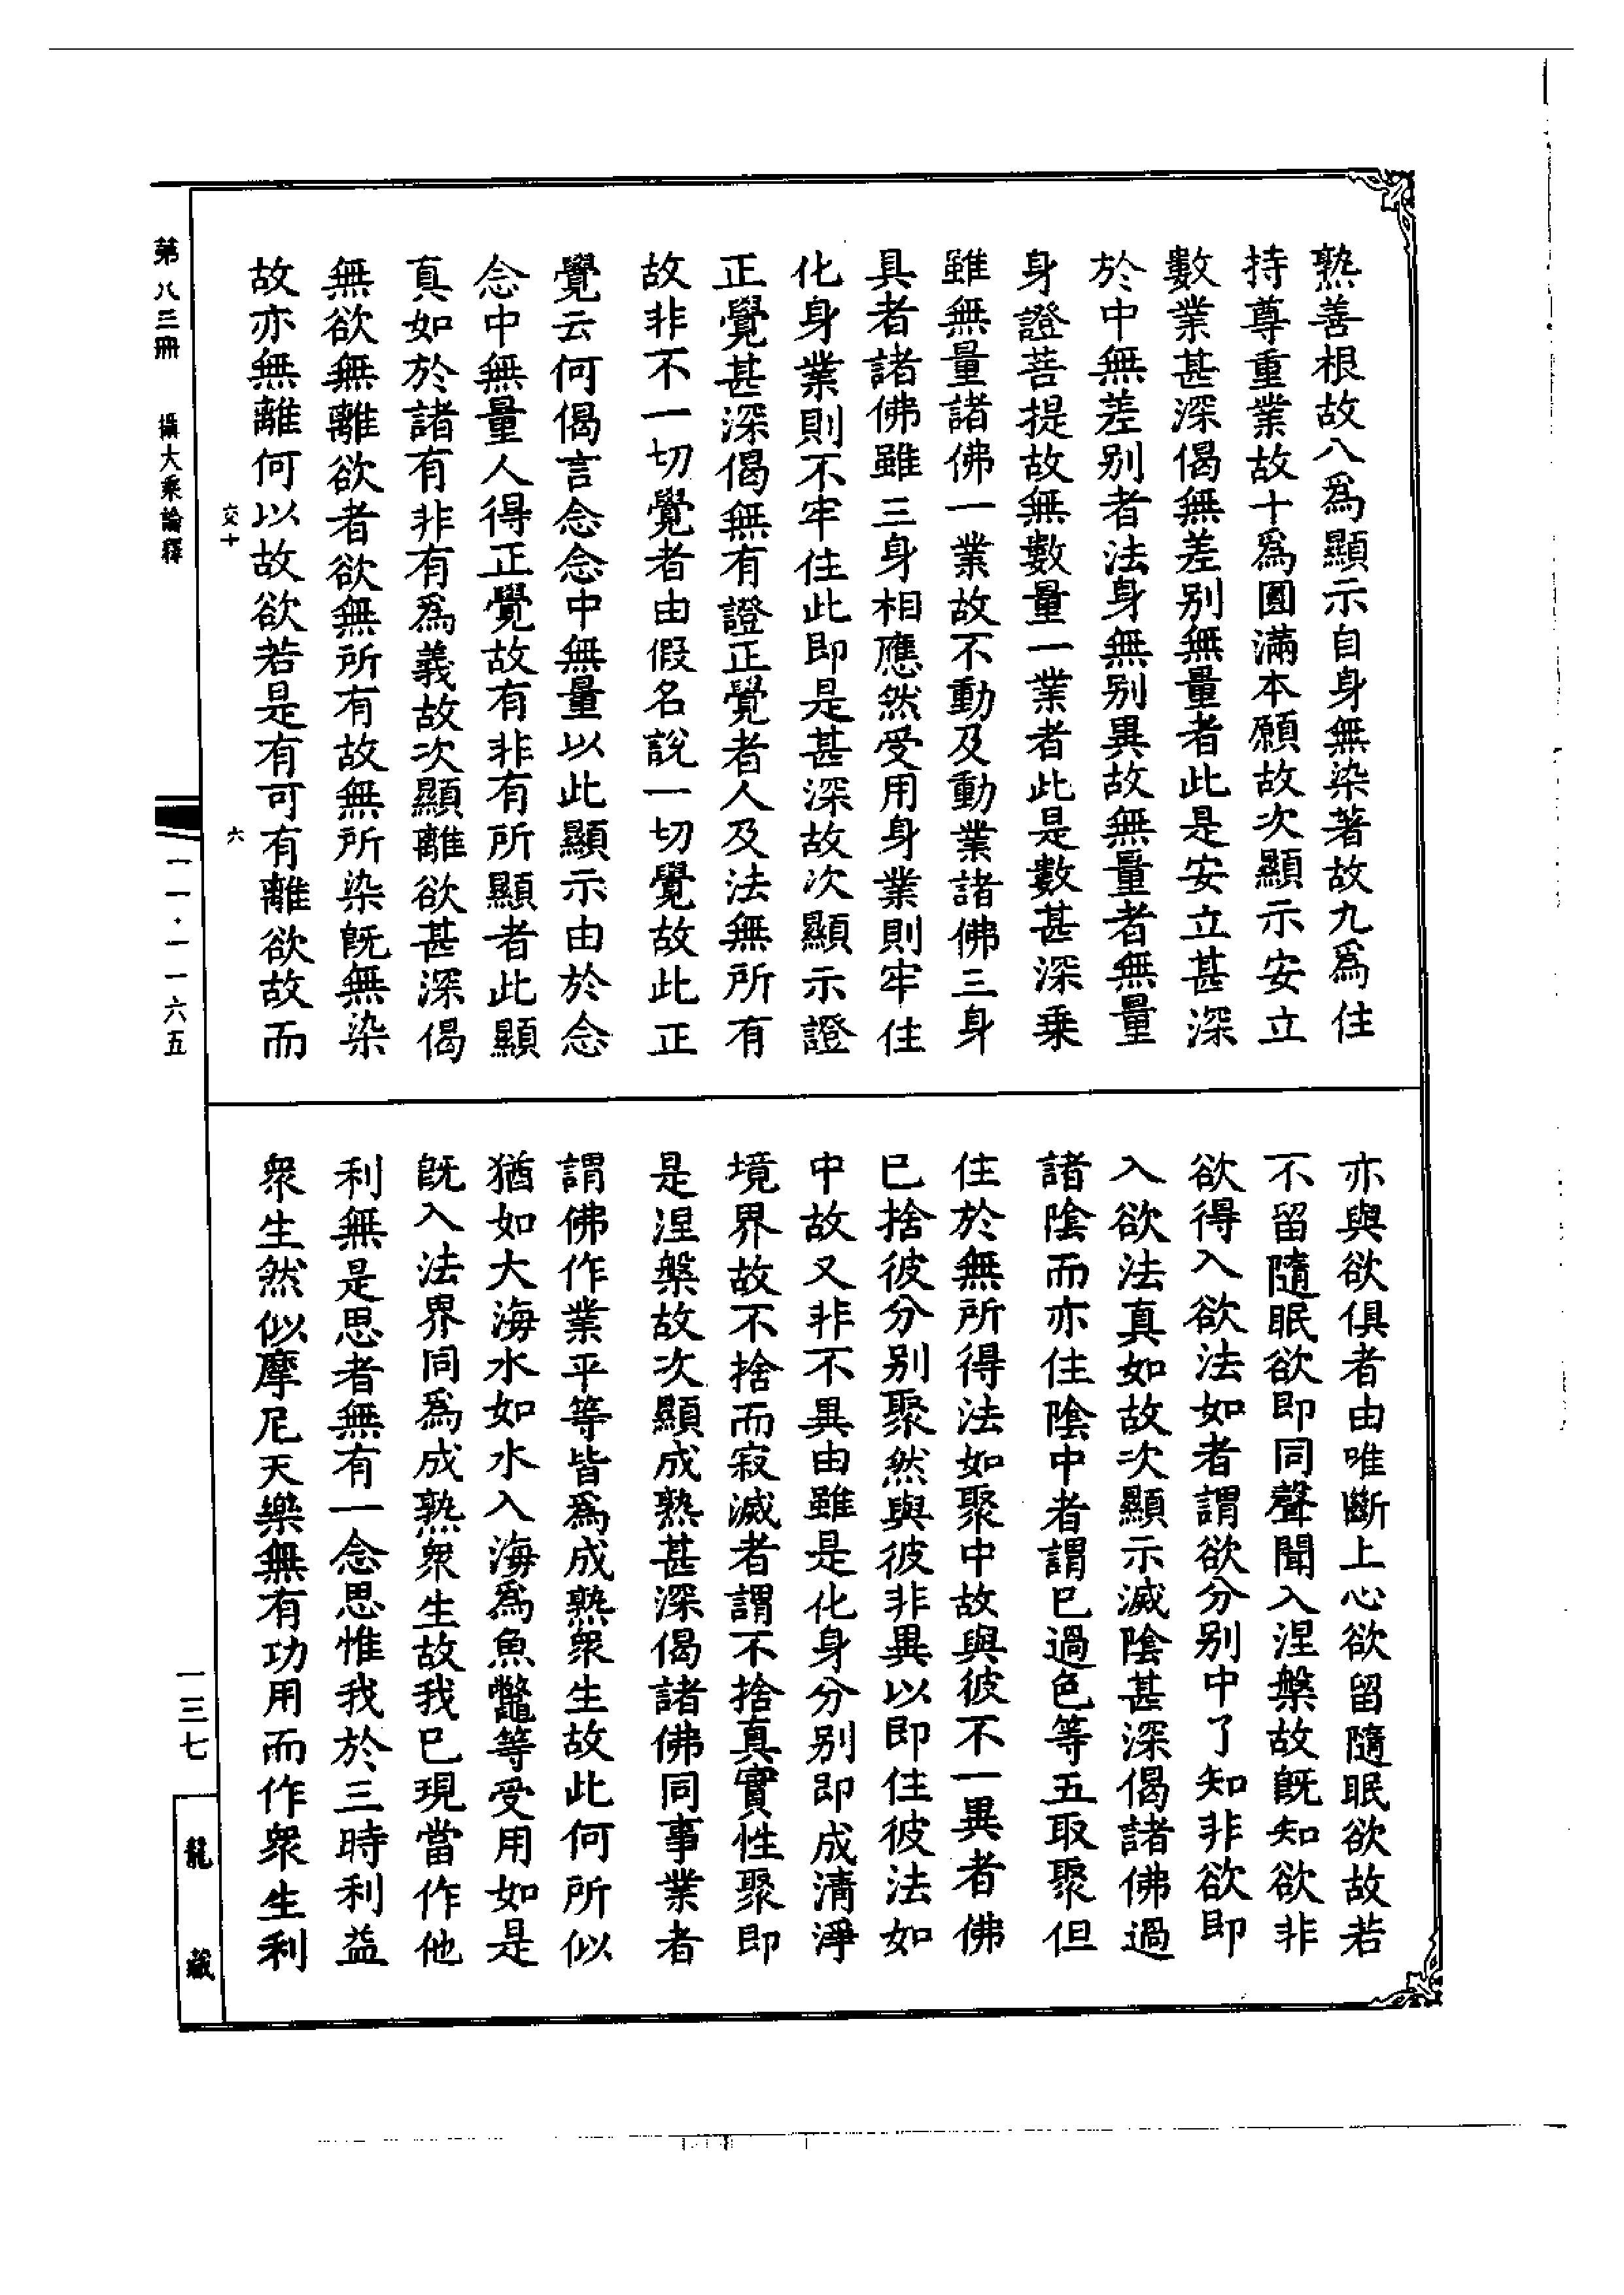 熟善根故八爲顯示自身無染著故九爲住
持尊重業故十爲圓滿本願故次顯示安立
數業甚深偈無差别無量者此是安立甚深
於中無差别者法身無别異故無量者無量
身證菩提故無數量一業者此是數甚深乗
雖無量諸佛一業故不動及動業諸佛三身
具者諸佛雖三身相應然受用身業則牢住
化身業則不牢住此即是甚深故次顯示證
正覺甚深偈無有證正覺者人及法無所有
故非不一切覺者由假名說一切覺故此正
覺云何偈言念念中無量以此顯示由於念
念中無量人得正覺故有非有所顯者此顯
真如於諸有非有爲義故次顯離欲甚深偈
無欲無離欲者欲無所有故無所染旣無染
故亦無離何以故欲若是有可有離欲故而
亦與欲俱者由唯斷上心欲留隨眠欲故若
不留隨眠欲即同聲聞入涅槃故旣知欲非
欲得入欲法如者謂欲分别中了知非欲即
入欲法真如故次顯示滅陰甚深偈諸佛過
諸陰而亦住陰中者謂已過色等五取聚但
住於無所得法如聚中故與彼不一異者佛
已捨彼分别聚然與彼非異以即住彼法如
中故又非不異由雖是化身分别即成清淨
境界故不捨而寂滅者謂不捨真實性聚即
是涅槃故次顯成熟甚深偈諸佛同事業者
謂佛作業平等皆爲成熟衆生故此何所似
猶如大海水如水入海爲魚鼈等受用如是
旣入法界同爲成熟衆生故我已現當作他
利無是思者無有一念思惟我於三時利益
衆生然似摩尼天樂無有功用而作衆生利
第八三冊
攝大乘論釋
交十
六
一一·一一六五
一三七
龍藏